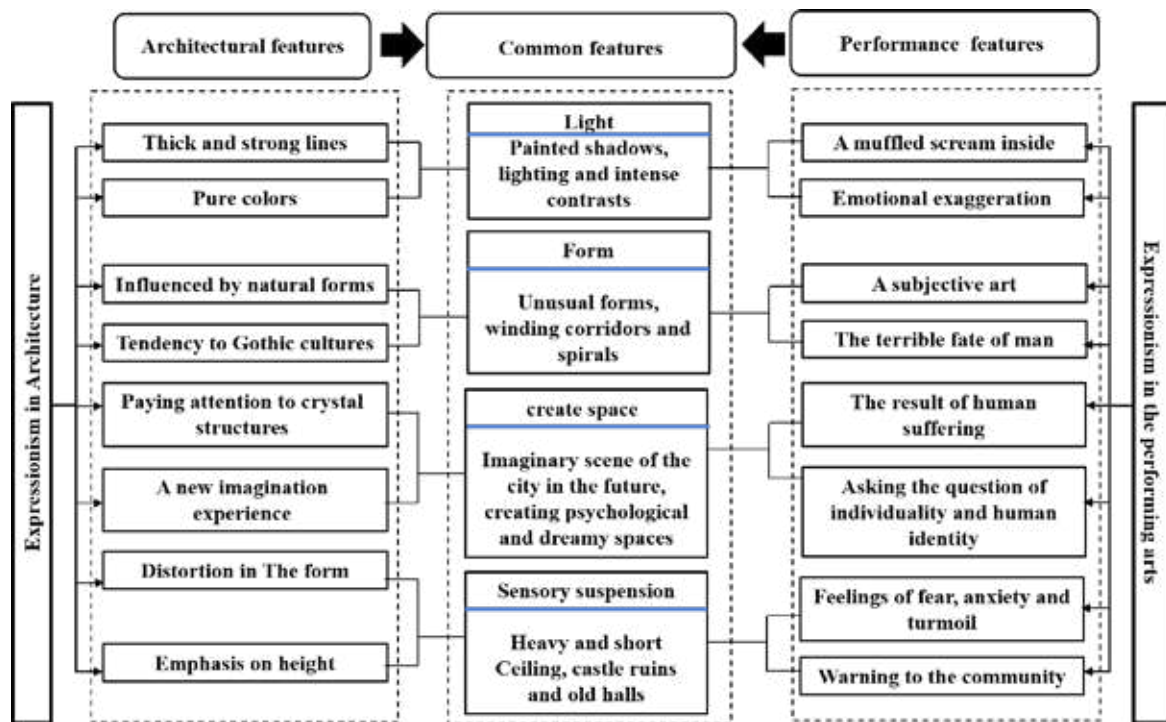 Architectural features
Common features
Performance features
Expressionism in Architecture
Thick and strong lines
Pure colors
Influenced by natural forms
Tendency to Gothic cultures
Paying attention to crystal
structures
A new imagination
experience
Distortion in The form
Emphasis on height
Light
Painted shadows,
lighting and intense
contrasts
Form
Unusual forms,
winding corridors and
spirals
create space
Imaginary scene of the
city in the future,
creating psychological
and dreamy spaces
Sensory suspension
Heavy and short
Ceiling, castle ruins
and old halls
A muffled scream inside
Emotional exaggeration
A subjective art
The terrible fate of man
The result of human
suffering
Asking the question of
individuality and human
identity
Feelings of fear, anxiety and
turmoil
Warning to the community
Expressionism in the performing arts